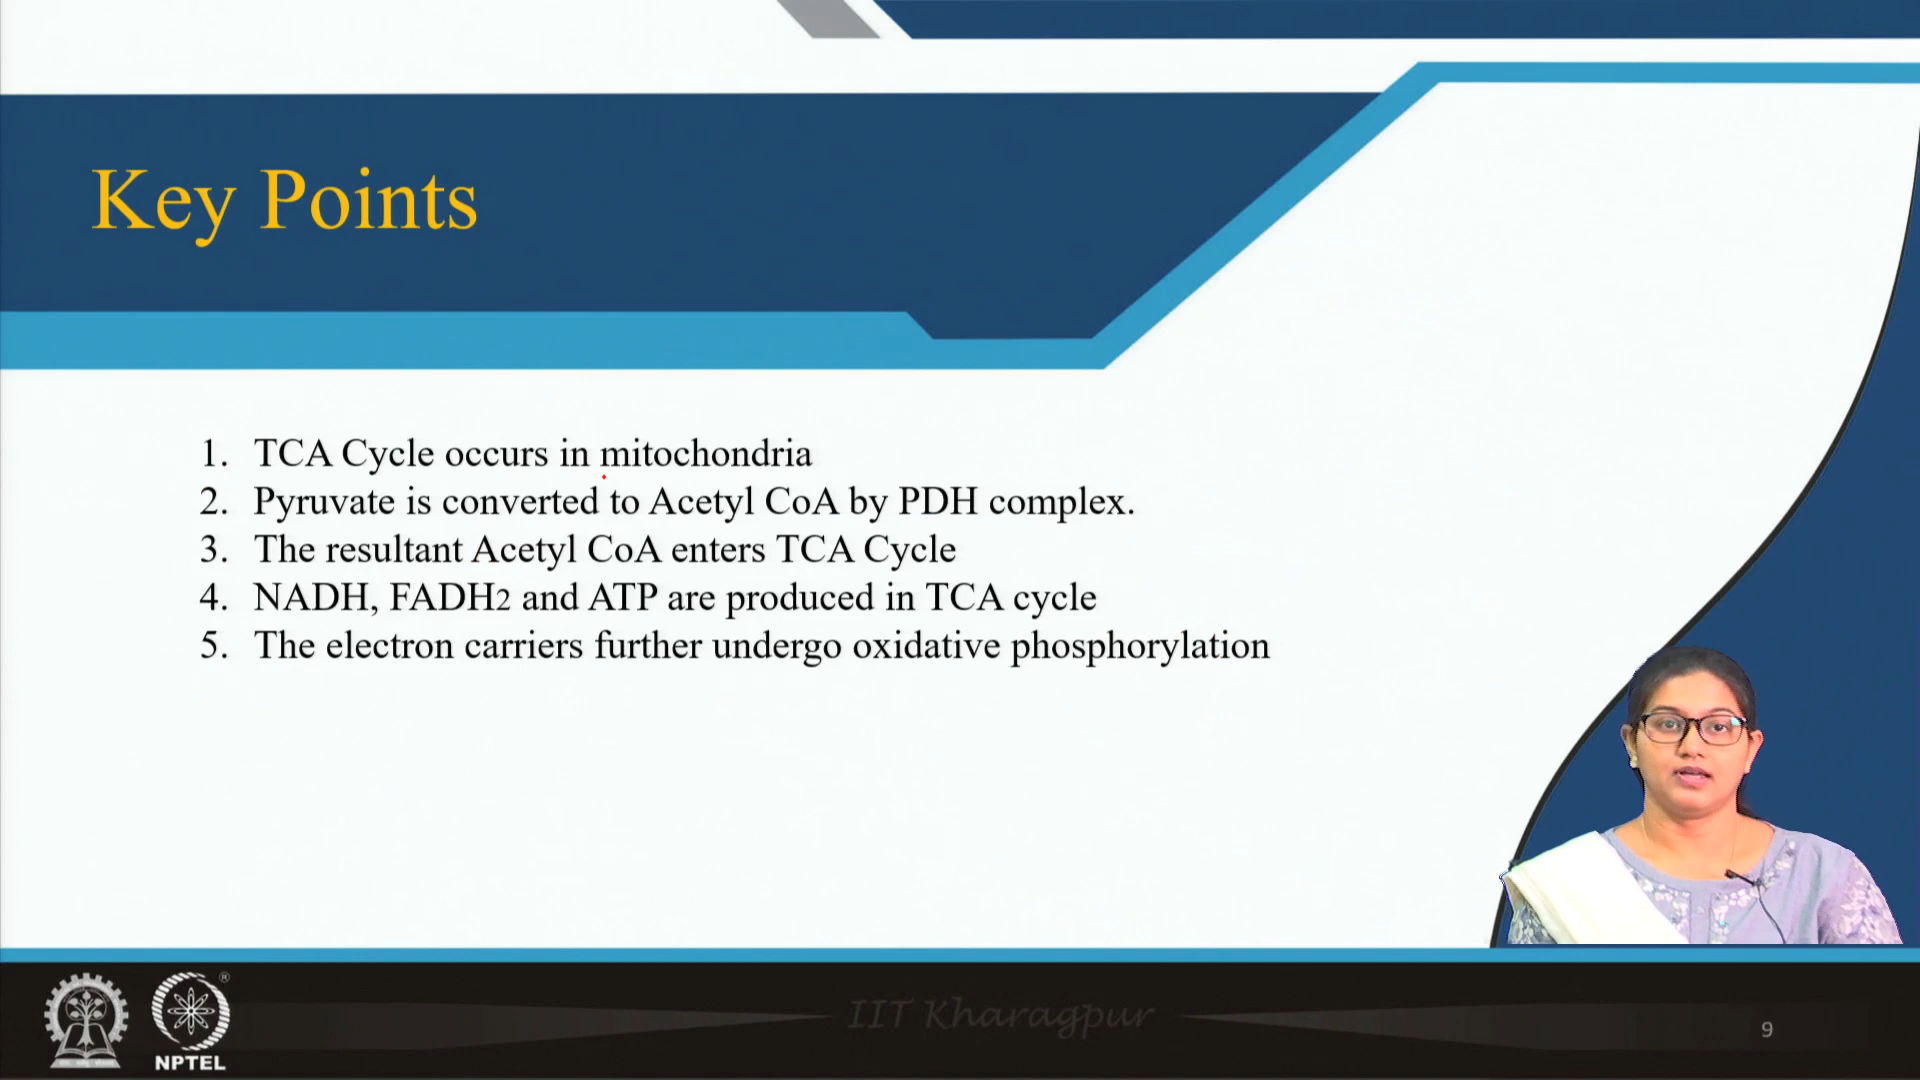 Key Points
1. TCA Cycle occurs in mitochondria
2. Pyruvate is converted to Acetyl CoA by PDH complex.
3. The resultant Acetyl CoA enters TCA Cycle
4. NADH, FADH2 and ATP are produced in TCA cycle
5. The electron carriers further undergo oxidative phosphorylation
®
NPTEL
IIT Kharagpur
9